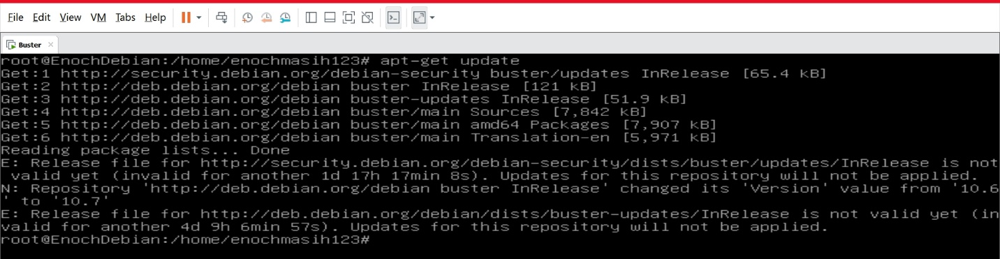 File Edit View VM Tabs Help
Buster
root@EnochDebian:/home/enochmasih123# apt-get update
Get:1 http://security.debian.org/debian-security buster/updates InRelease [65.4 kB]
Get:2 http://deb.debian.org/debian buster InRelease [121 kB]
Get:3 http://deb.debian.org/debian buster-updates InRelease [51.9 kB]
Get:4 http://deb.debian.org/debian buster/main Sources [7,842 kB]
Get:5 http://deb.debian.org/debian buster/main amd64 Packages [7,907 kB]
Get:6 http://deb.debian.org/debian buster/main Translation-en [5,971 kB]
Reading package lists... Done
E: Release file for http://security.debian.org/debian-security/dists/buster/updates/InRelease is not
 valid yet (invalid for another 1d 17h 17min 8s). Updates for this repository will not be applied.
N: Repository 'http://deb.debian.org/debian buster InRelease' changed its 'Version' value from '10.6
' to '10.7'
E: Release file for http://deb.debian.org/debian/dists/buster-updates/InRelease is not valid yet (in
valid for another 4d 9h 6min 57s). Updates for this repository will not be applied.
root@EnochDebian:/home/enochmasih123#